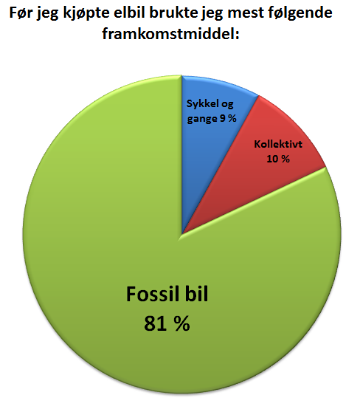 Før jeg kjøpte elbil brukte jeg mest følgende
framkomstmiddel:
Sykkel og
gange 9 %
Kollektivt
10 %
Fossil bil
81 %